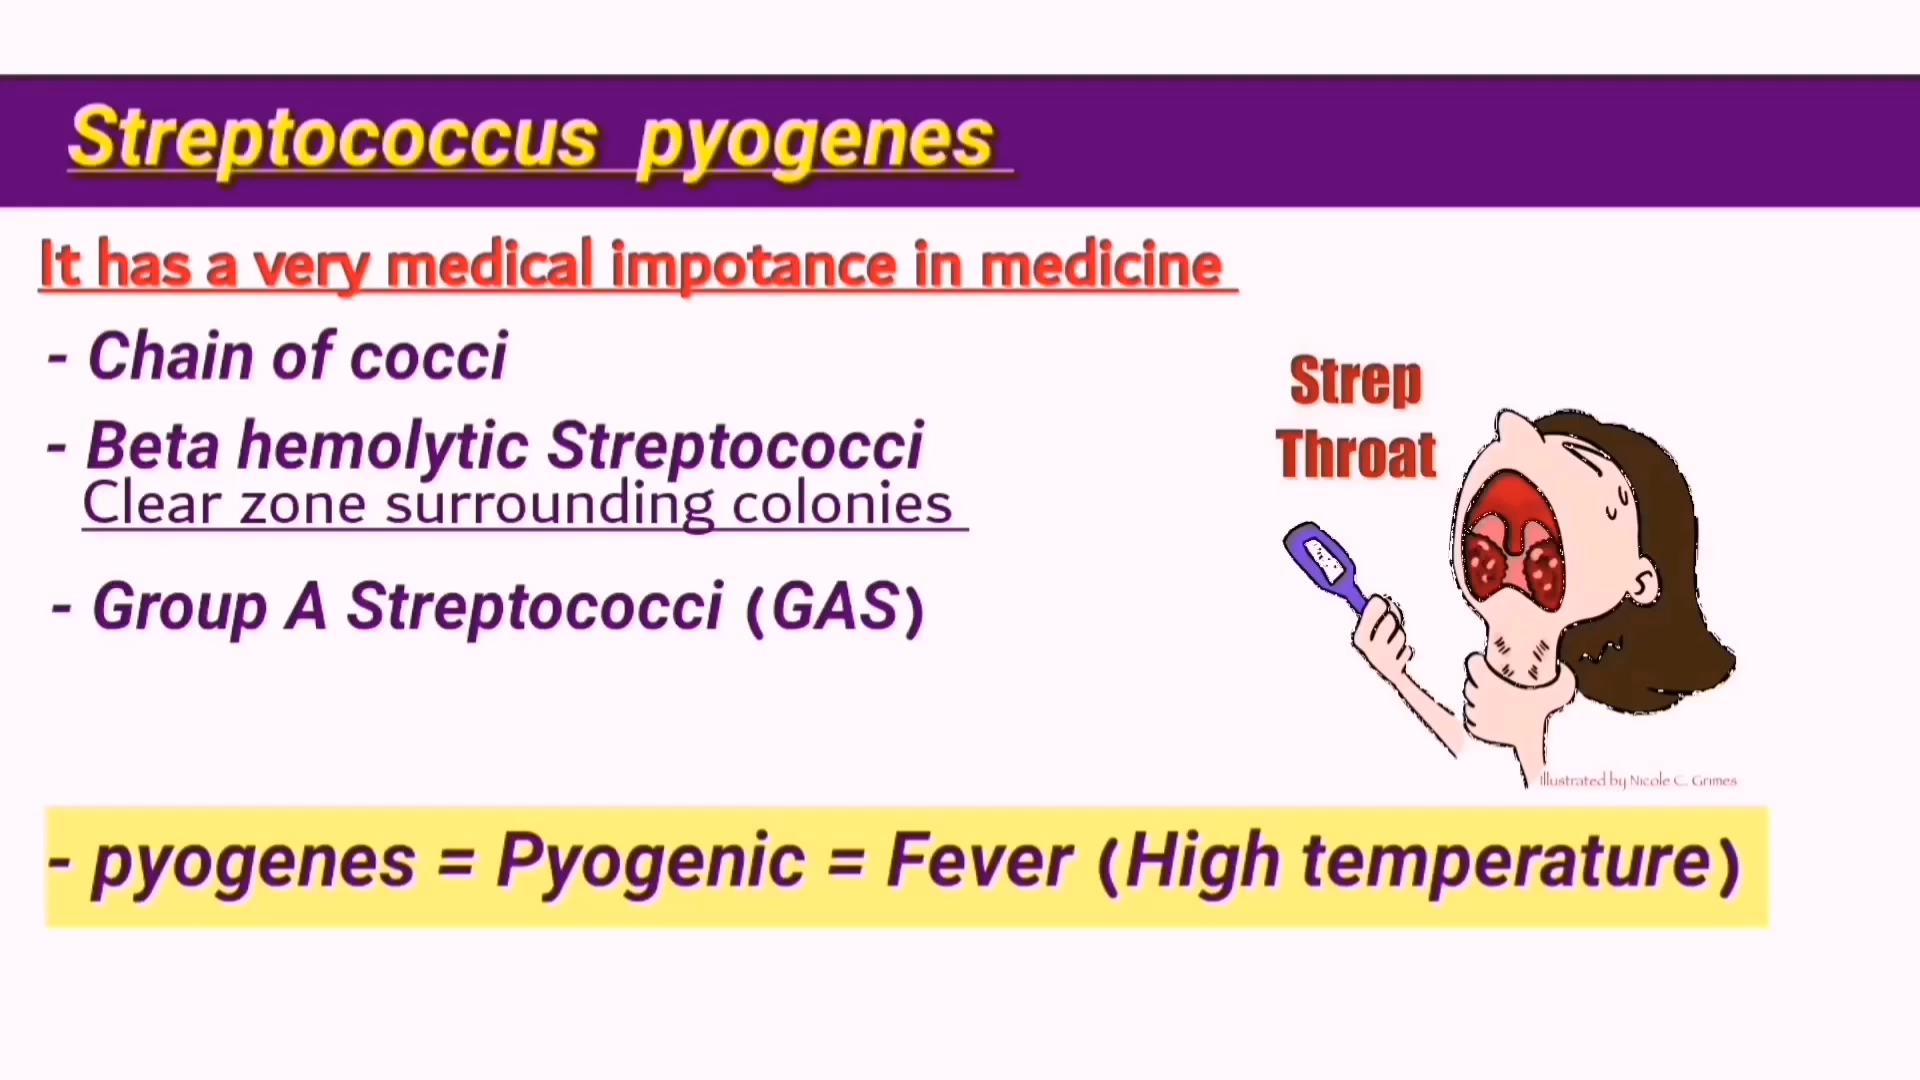 Streptococcus pyogenes
It has a very medical impotance in medicine
- Chain of cocci
- Beta hemolytic Streptococci
Clear zone surrounding colonies
- Group A Streptococci (GAS)
Strep
Throat
Illustrated by Nicole C. Grimes
- pyogenes = Pyogenic = Fever (High temperature)